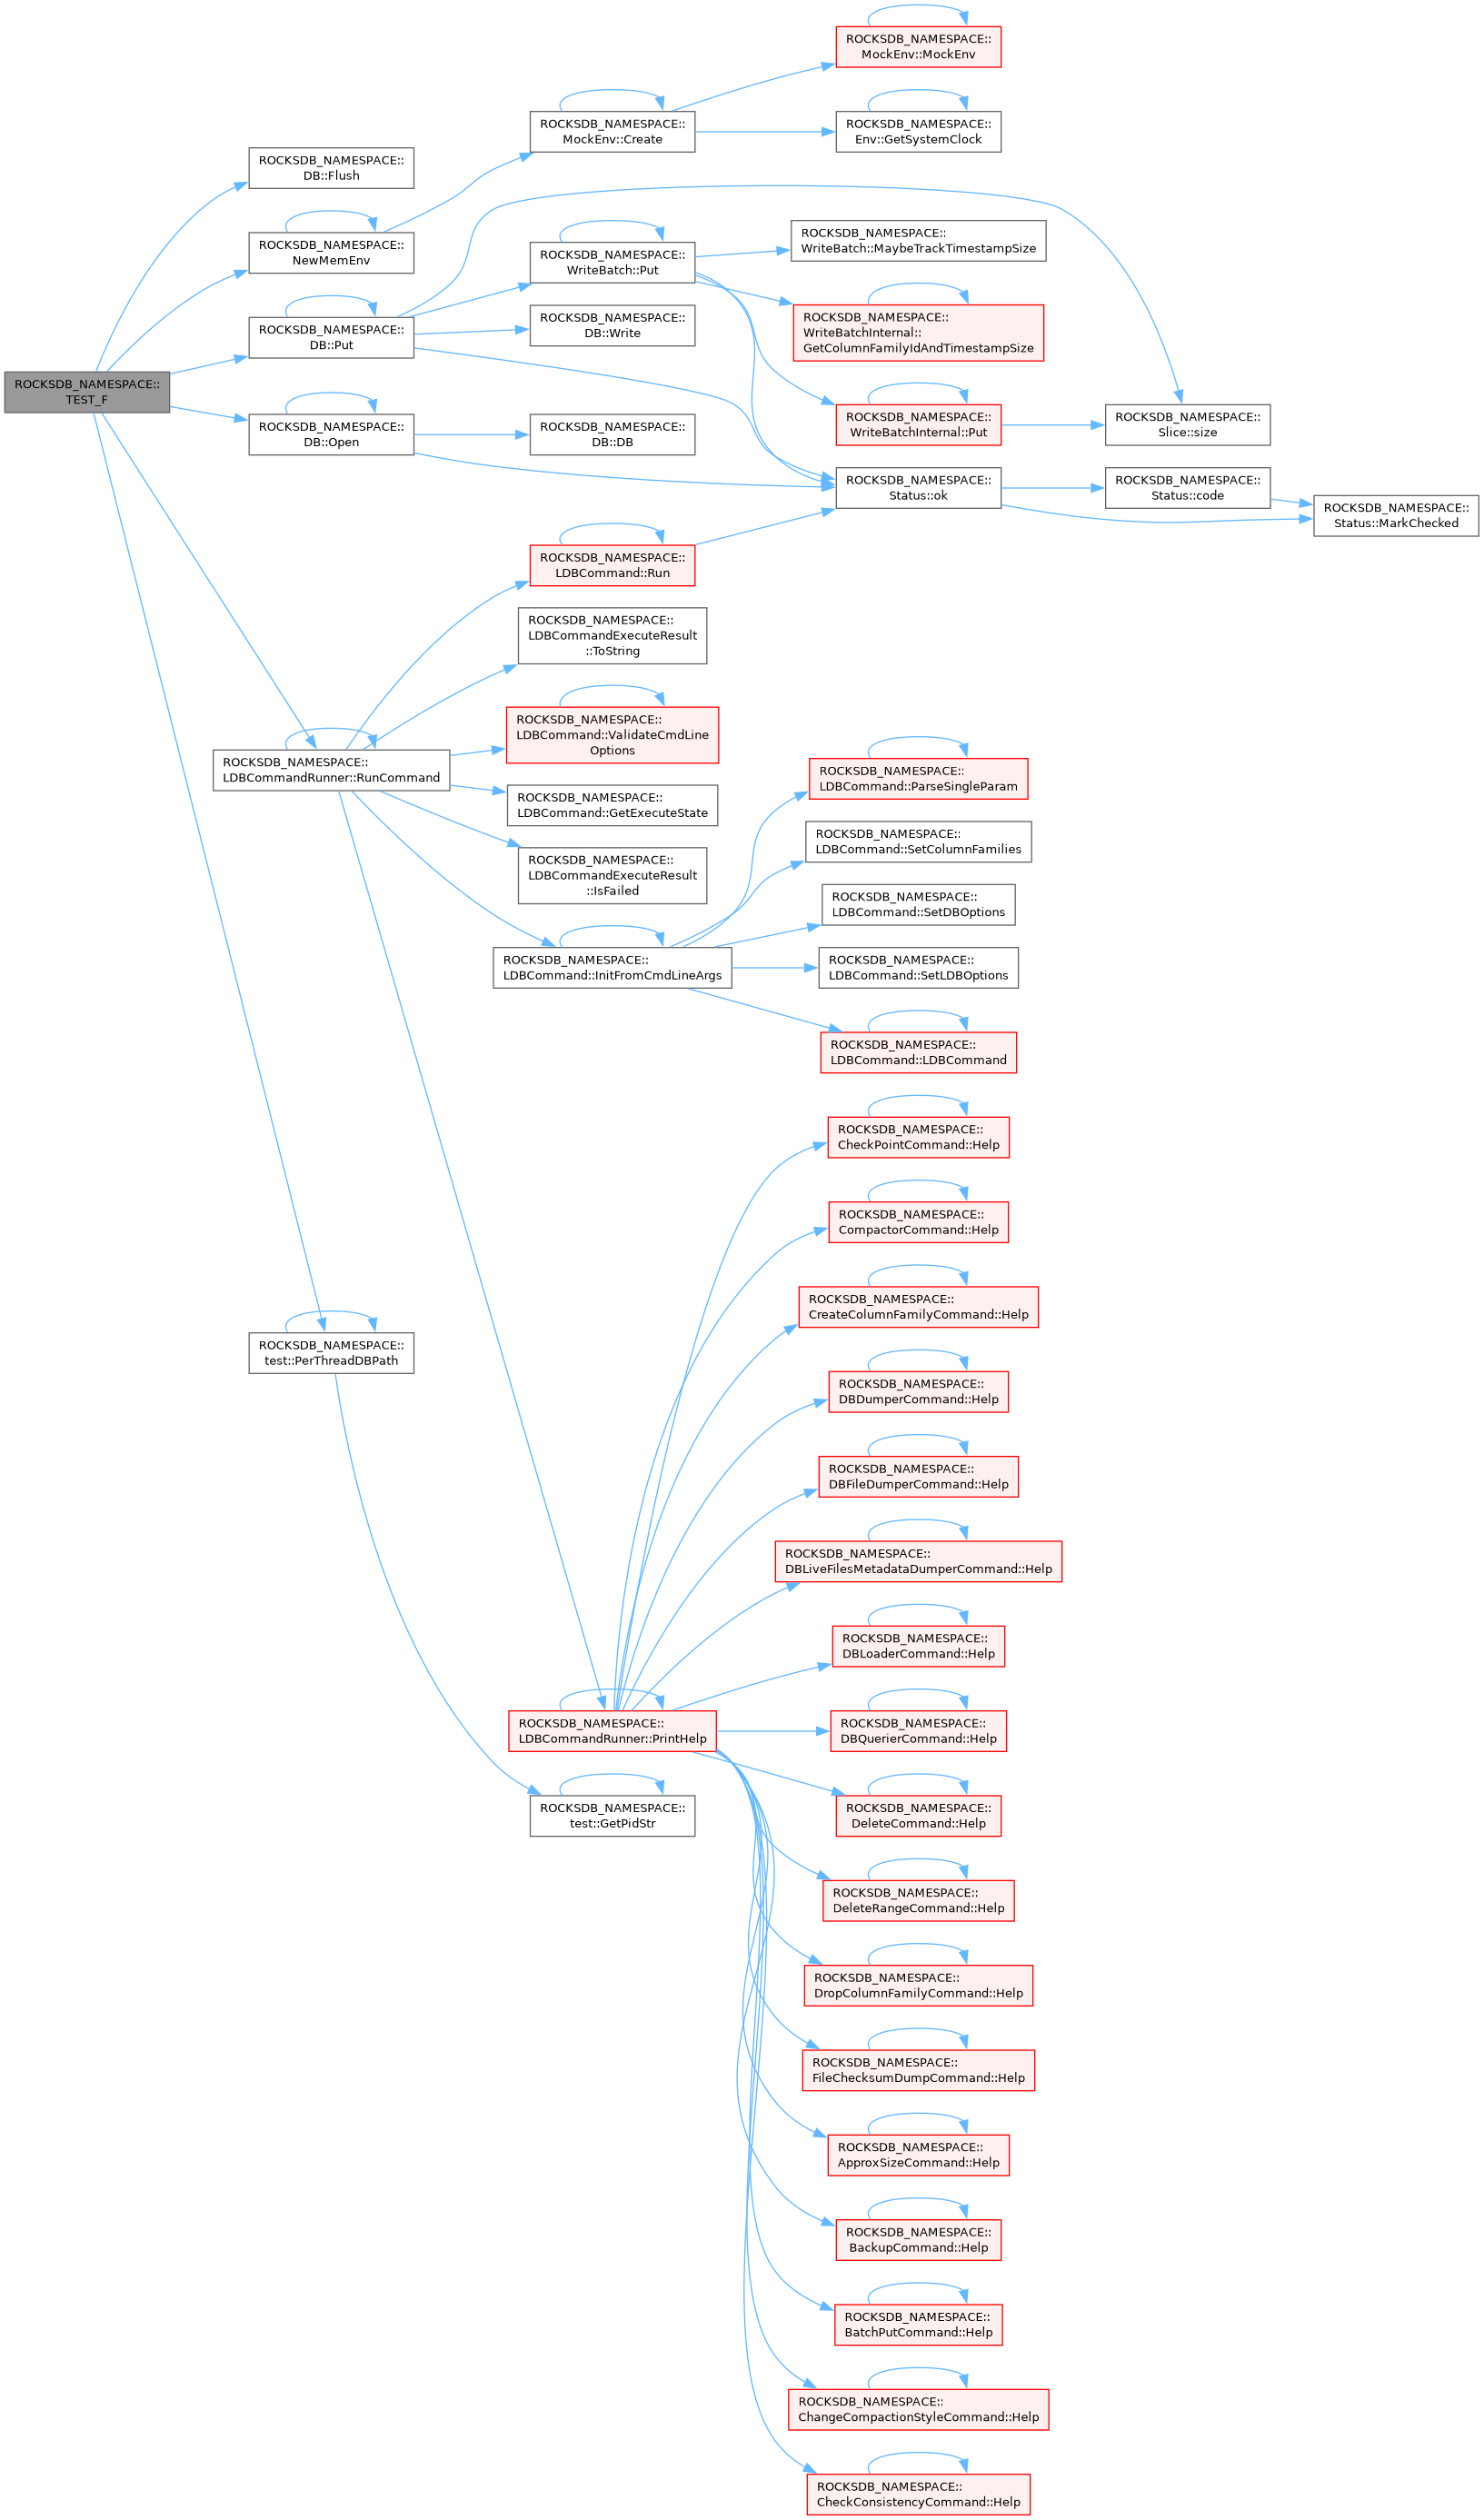 ROCKSDB_NAMESPACE::
TEST_F
ROCKSDB_NAMESPACE::
DB::Flush
ROCKSDB_NAMESPACE::
NewMemEnv
ROCKSDB_NAMESPACE::
DB::Put
ROCKSDB_NAMESPACE::
DB::Open
ROCKSDB_NAMESPACE::
LDBCommandRunner::RunCommand
ROCKSDB_NAMESPACE::
test::PerThreadDBPath
ROCKSDB_NAMESPACE::
MockEnv::Create
ROCKSDB_NAMESPACE::
WriteBatch::Put
ROCKSDB_NAMESPACE::
DB::Write
ROCKSDB_NAMESPACE::
DB::DB
ROCKSDB_NAMESPACE::
LDBCommand::Run
ROCKSDB_NAMESPACE::
LDBCommandExecuteResult
::ToString
ROCKSDB_NAMESPACE::
LDBCommand::ValidateCmdLine
Options
ROCKSDB_NAMESPACE::
LDBCommand::GetExecuteState
ROCKSDB_NAMESPACE::
LDBCommandExecuteResult
::IsFailed
ROCKSDB_NAMESPACE::
LDBCommand::InitFromCmdLineArgs
ROCKSDB_NAMESPACE::
LDBCommandRunner::PrintHelp
ROCKSDB_NAMESPACE::
test::GetPidStr
ROCKSDB_NAMESPACE::
MockEnv::MockEnv
ROCKSDB_NAMESPACE::
Env::GetSystemClock
ROCKSDB_NAMESPACE::
WriteBatch::MaybeTrackTimestampSize
ROCKSDB_NAMESPACE::
WriteBatchInternal::
GetColumnFamilyIdAndTimestampSize
ROCKSDB_NAMESPACE::
WriteBatchInternal::Put
ROCKSDB_NAMESPACE::
Status::ok
ROCKSDB_NAMESPACE::
LDBCommand::ParseSingleParam
ROCKSDB_NAMESPACE::
LDBCommand::SetColumnFamilies
ROCKSDB_NAMESPACE::
LDBCommand::SetDBOptions
ROCKSDB_NAMESPACE::
LDBCommand::SetLDBOptions
ROCKSDB_NAMESPACE::
LDBCommand::LDBCommand
ROCKSDB_NAMESPACE::
CheckPointCommand::Help
ROCKSDB_NAMESPACE::
CompactorCommand::Help
ROCKSDB_NAMESPACE::
CreateColumnFamilyCommand::Help
ROCKSDB_NAMESPACE::
DBDumperCommand::Help
ROCKSDB_NAMESPACE::
DBFileDumperCommand::Help
ROCKSDB_NAMESPACE::
DBLiveFilesMetadataDumperCommand::Help
ROCKSDB_NAMESPACE::
DBLoaderCommand::Help
ROCKSDB_NAMESPACE::
DBQuerierCommand::Help
ROCKSDB_NAMESPACE::
DeleteCommand::Help
ROCKSDB_NAMESPACE::
DeleteRangeCommand::Help
ROCKSDB_NAMESPACE::
DropColumnFamilyCommand::Help
ROCKSDB_NAMESPACE::
FileChecksumDumpCommand::Help
ROCKSDB_NAMESPACE::
ApproxSizeCommand::Help
ROCKSDB_NAMESPACE::
BackupCommand::Help
ROCKSDB_NAMESPACE::
BatchPutCommand::Help
ROCKSDB_NAMESPACE::
ChangeCompactionStyleCommand::Help
ROCKSDB_NAMESPACE::
CheckConsistencyCommand::Help
ROCKSDB_NAMESPACE::
Slice::size
ROCKSDB_NAMESPACE::
Status::code
ROCKSDB_NAMESPACE::
Status::MarkChecked